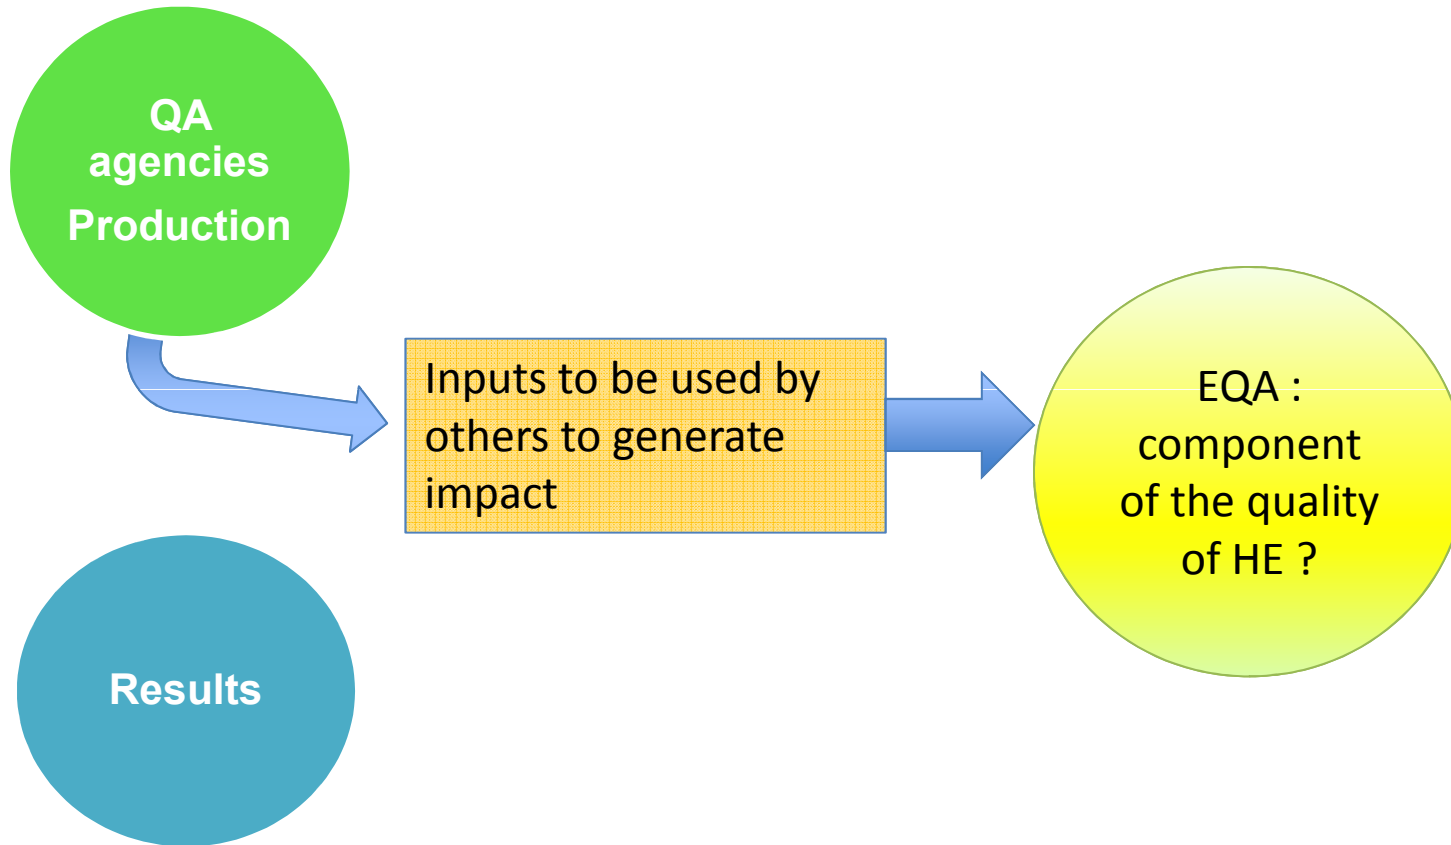 QA
agencies
Production
Inputs to be used by
others to generate
impact
EQA :
component
of the quality
of HE ?
Results